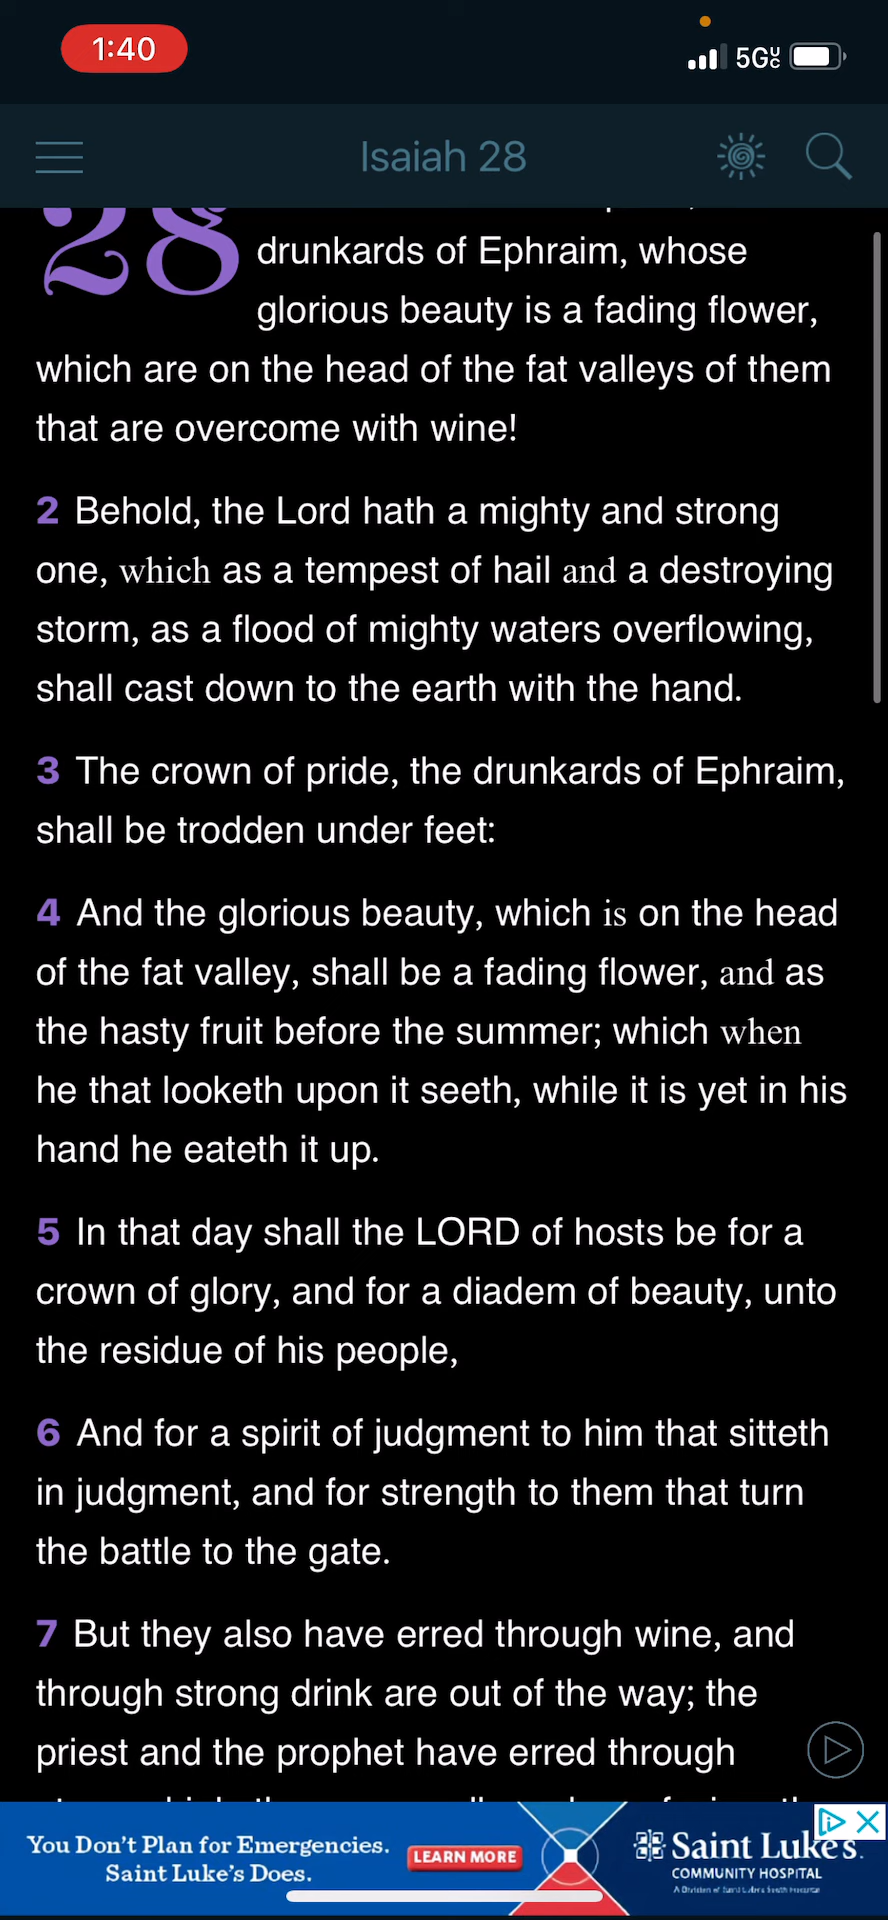 1:40
5G
Isaiah 28
28
drunkards of Ephraim, whose
glorious beauty is a fading flower,
which are on the head of the fat valleys of them
that are overcome with wine!
2 Behold, the Lord hath a mighty and strong
one, which as a tempest of hail and a destroying
storm, as a flood of mighty waters overflowing,
shall cast down to the earth with the hand.
3 The crown of pride, the drunkards of Ephraim,
shall be trodden under feet:
4 And the glorious beauty, which is on the head
of the fat valley, shall be a fading flower, and as
the hasty fruit before the summer; which when
he that looketh upon it seeth, while it is yet in his
hand he eateth it up.
5 In that day shall the LORD of hosts be for a
crown of glory, and for a diadem of beauty, unto
the residue of his people,
6 And for a spirit of judgment to him that sitteth
in judgment, and for strength to them that turn
the battle to the gate.
7 But they also have erred through wine, and
through strong drink are out of the way; the
priest and the prophet have erred through
You Don't Plan for Emergencies.
Saint Luke's Does.
LEARN MORE
Saint Luke's.
COMMUNITY HOSPITAL